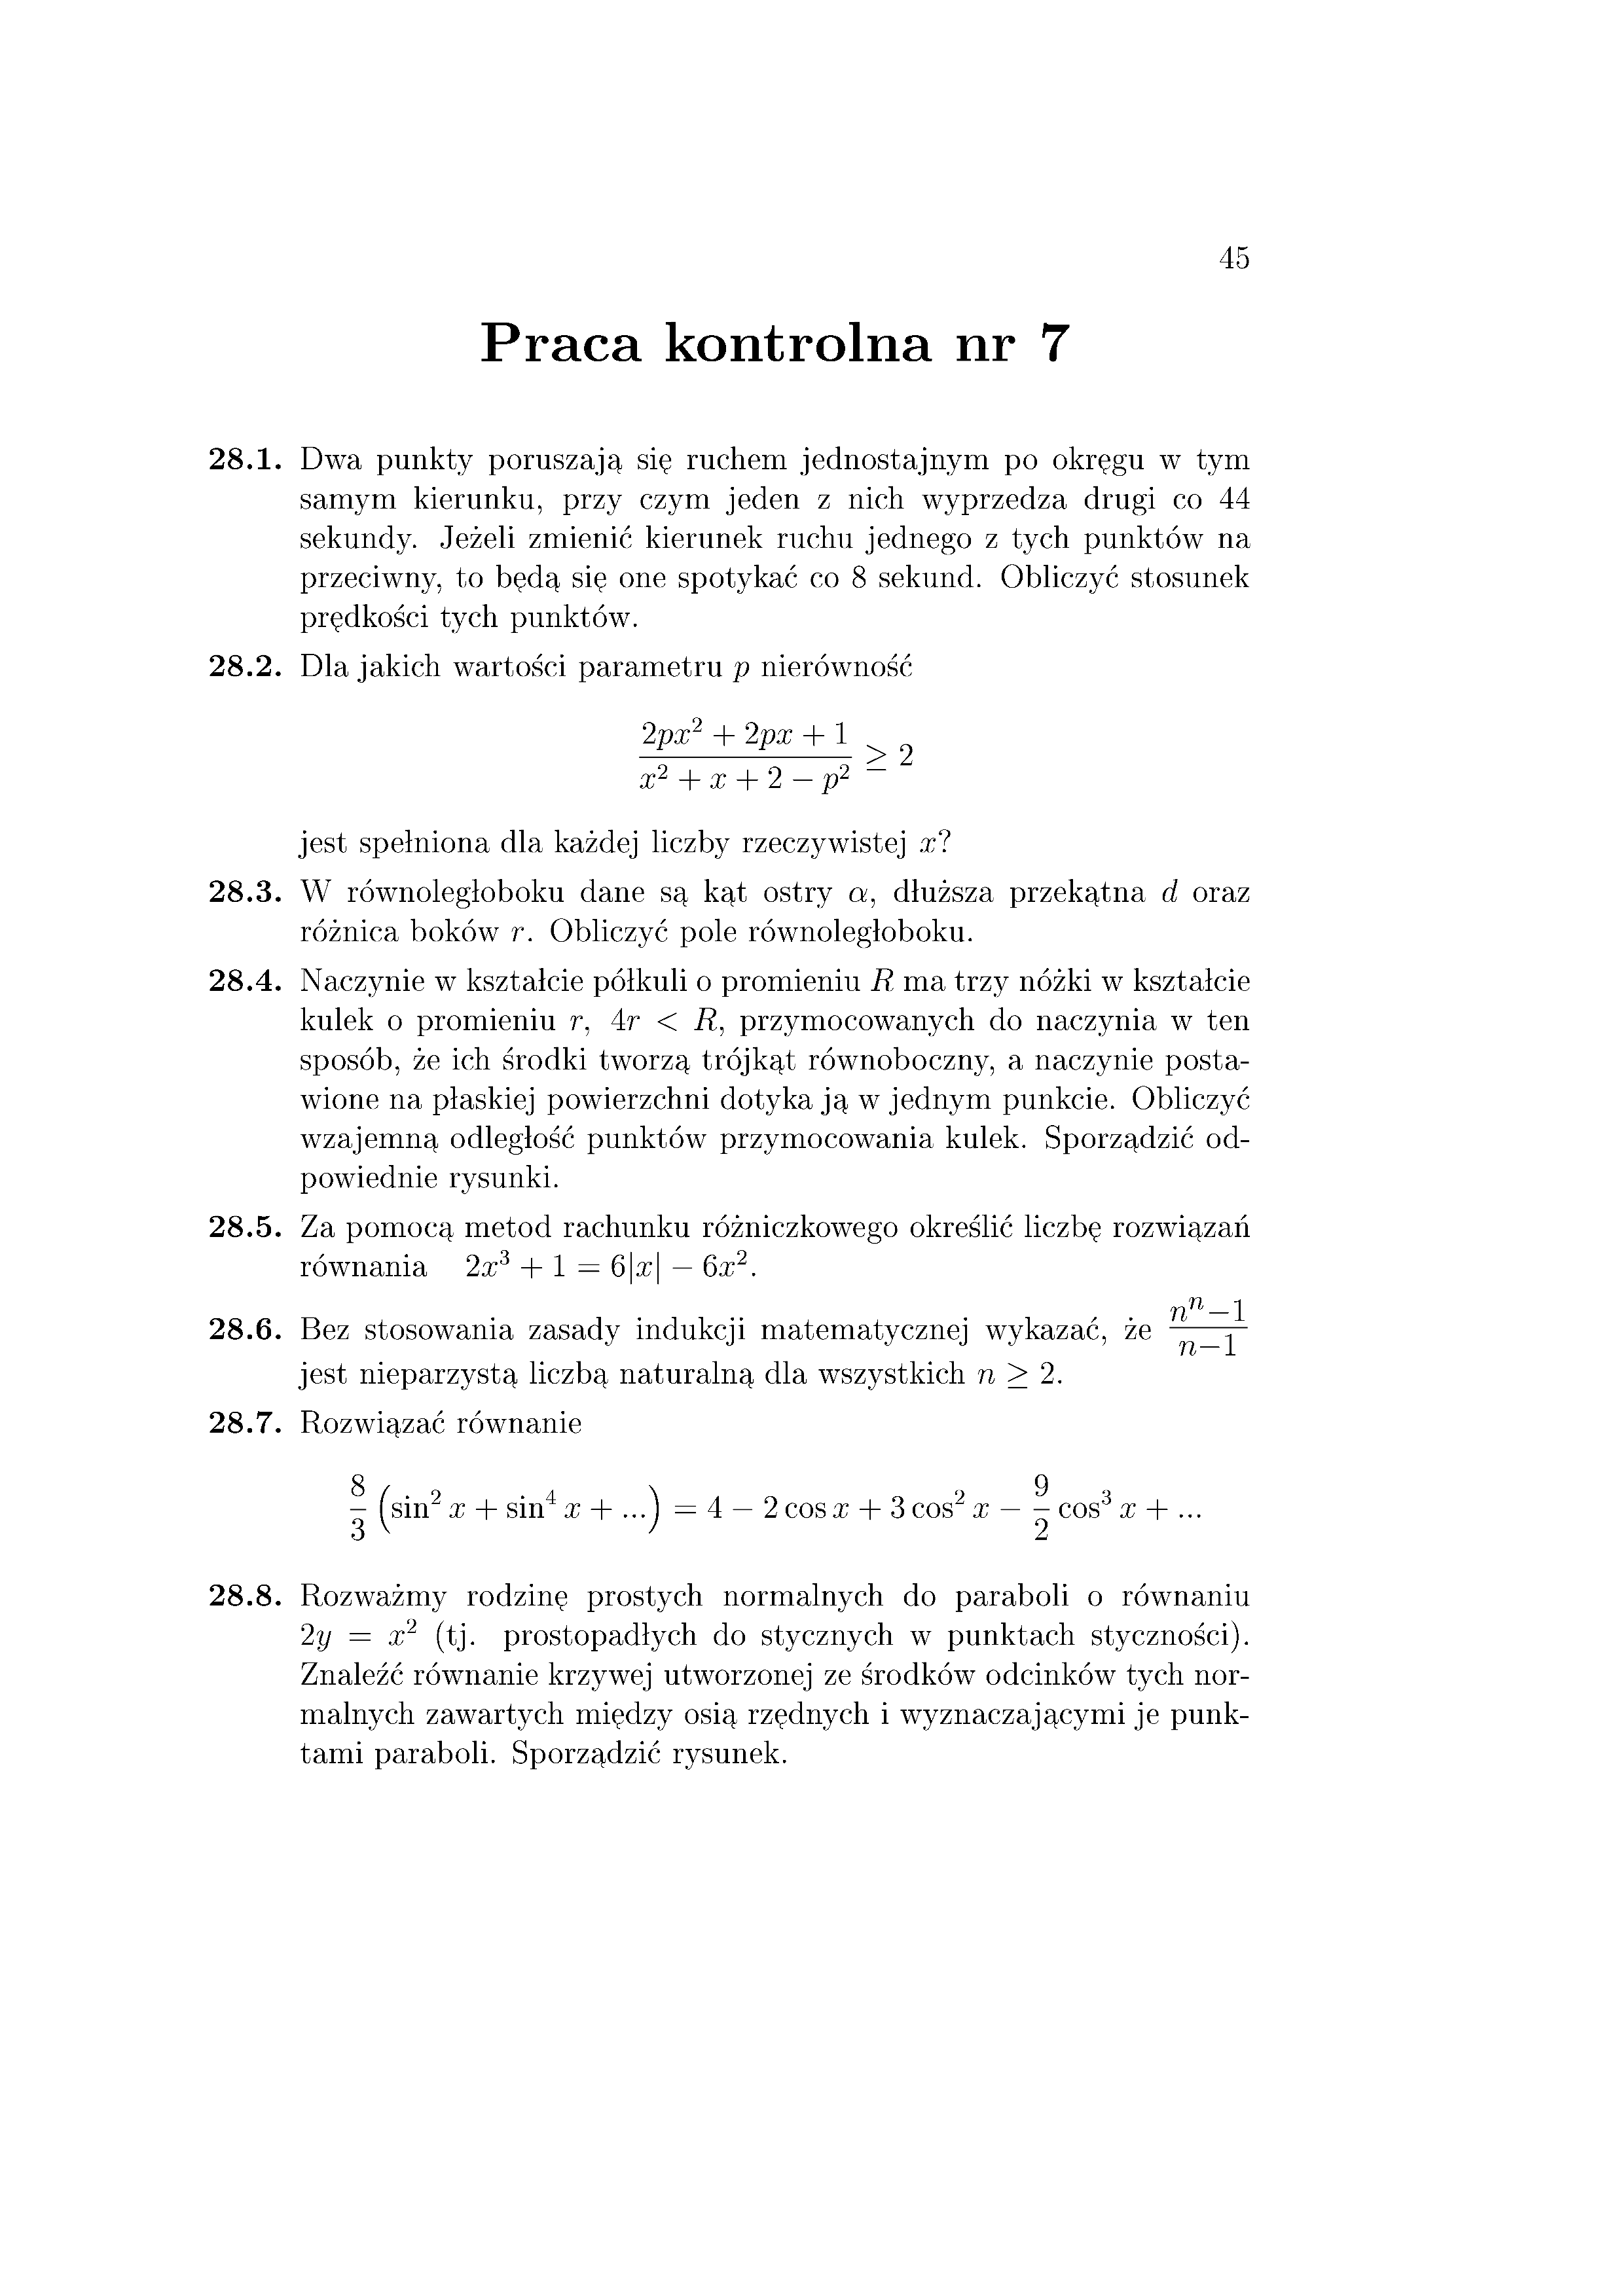 45
Praca kontrolna nr 7
28.1. Dwa punkty poruszają się ruchem jednostajnym po okręgu w tym
samym kierunku, przy czym jeden z nich wyprzedza drugi co 44
sekundy. Jeżeli zmienić kierunek ruchu jednego z tych punktów na
przeciwny, to będą się one spotykać co 8 sekund. Obliczyć stosunek
prędkości tych punktów.
28.2. Dla jakich wartości parametru p nierówność
\frac{2px^2 + 2px + 1}{x^2 + x + 2 − p^2} ≥ 2
jest spełniona dla każdej liczby rzeczywistej x?
28.3. W równoległoboku dane są kąt ostry α, dłuższa przekątna d oraz
różnica boków r. Obliczyć pole równoległoboku.
28.4. Naczynie w kształcie półkuli o promieniu R ma trzy nóżki w kształcie
kulek o promieniu r, 4r < R, przymocowanych do naczynia w ten
sposób, że ich środki tworzą trójkąt równoboczny, a naczynie posta-
wione na płaskiej powierzchni dotyka ją w jednym punkcie. Obliczyć
wzajemną odległość punktów przymocowania kulek. Sporządzić od-
powiednie rysunki.
28.5. Za pomocą metod rachunku różniczkowego określić liczbę rozwiązań
równania 2x^3 + 1 = 6|x| − 6x^2.
28.6. Bez stosowania zasady indukcji matematycznej wykazać, że \frac{n^n−1}{n−1}
jest nieparzystą liczbą naturalną dla wszystkich n ≥ 2.
28.7. Rozwiązać równanie
\frac{8}{3} (sin^2 x + sin^4 x + ...) = 4 − 2 cos x + 3 cos^2 x − \frac{9}{2} cos^3 x + ...
28.8. Rozważmy rodzinę prostych normalnych do paraboli o równaniu
2y = x^2 (tj. prostopadłych do stycznych w punktach styczności).
Znaleźć równanie krzywej utworzonej ze środków odcinków tych nor-
malnych zawartych między osią rzędnych i wyznaczającymi je punk-
tami paraboli. Sporządzić rysunek.